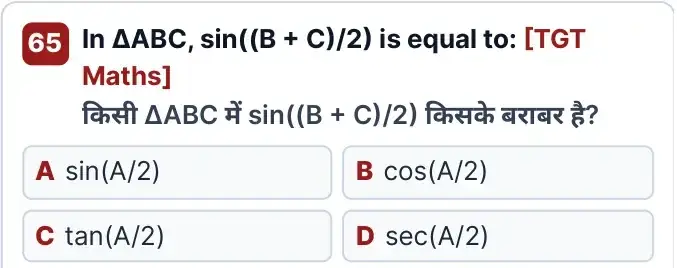 65 In ΔABC, sin((B + C)/2) is equal to: [TGT
Maths]
किसी ΔABC में sin((B + C)/2) किसके बराबर है?
A sin(A/2)
B cos(A/2)
C tan(A/2)
D sec(A/2)